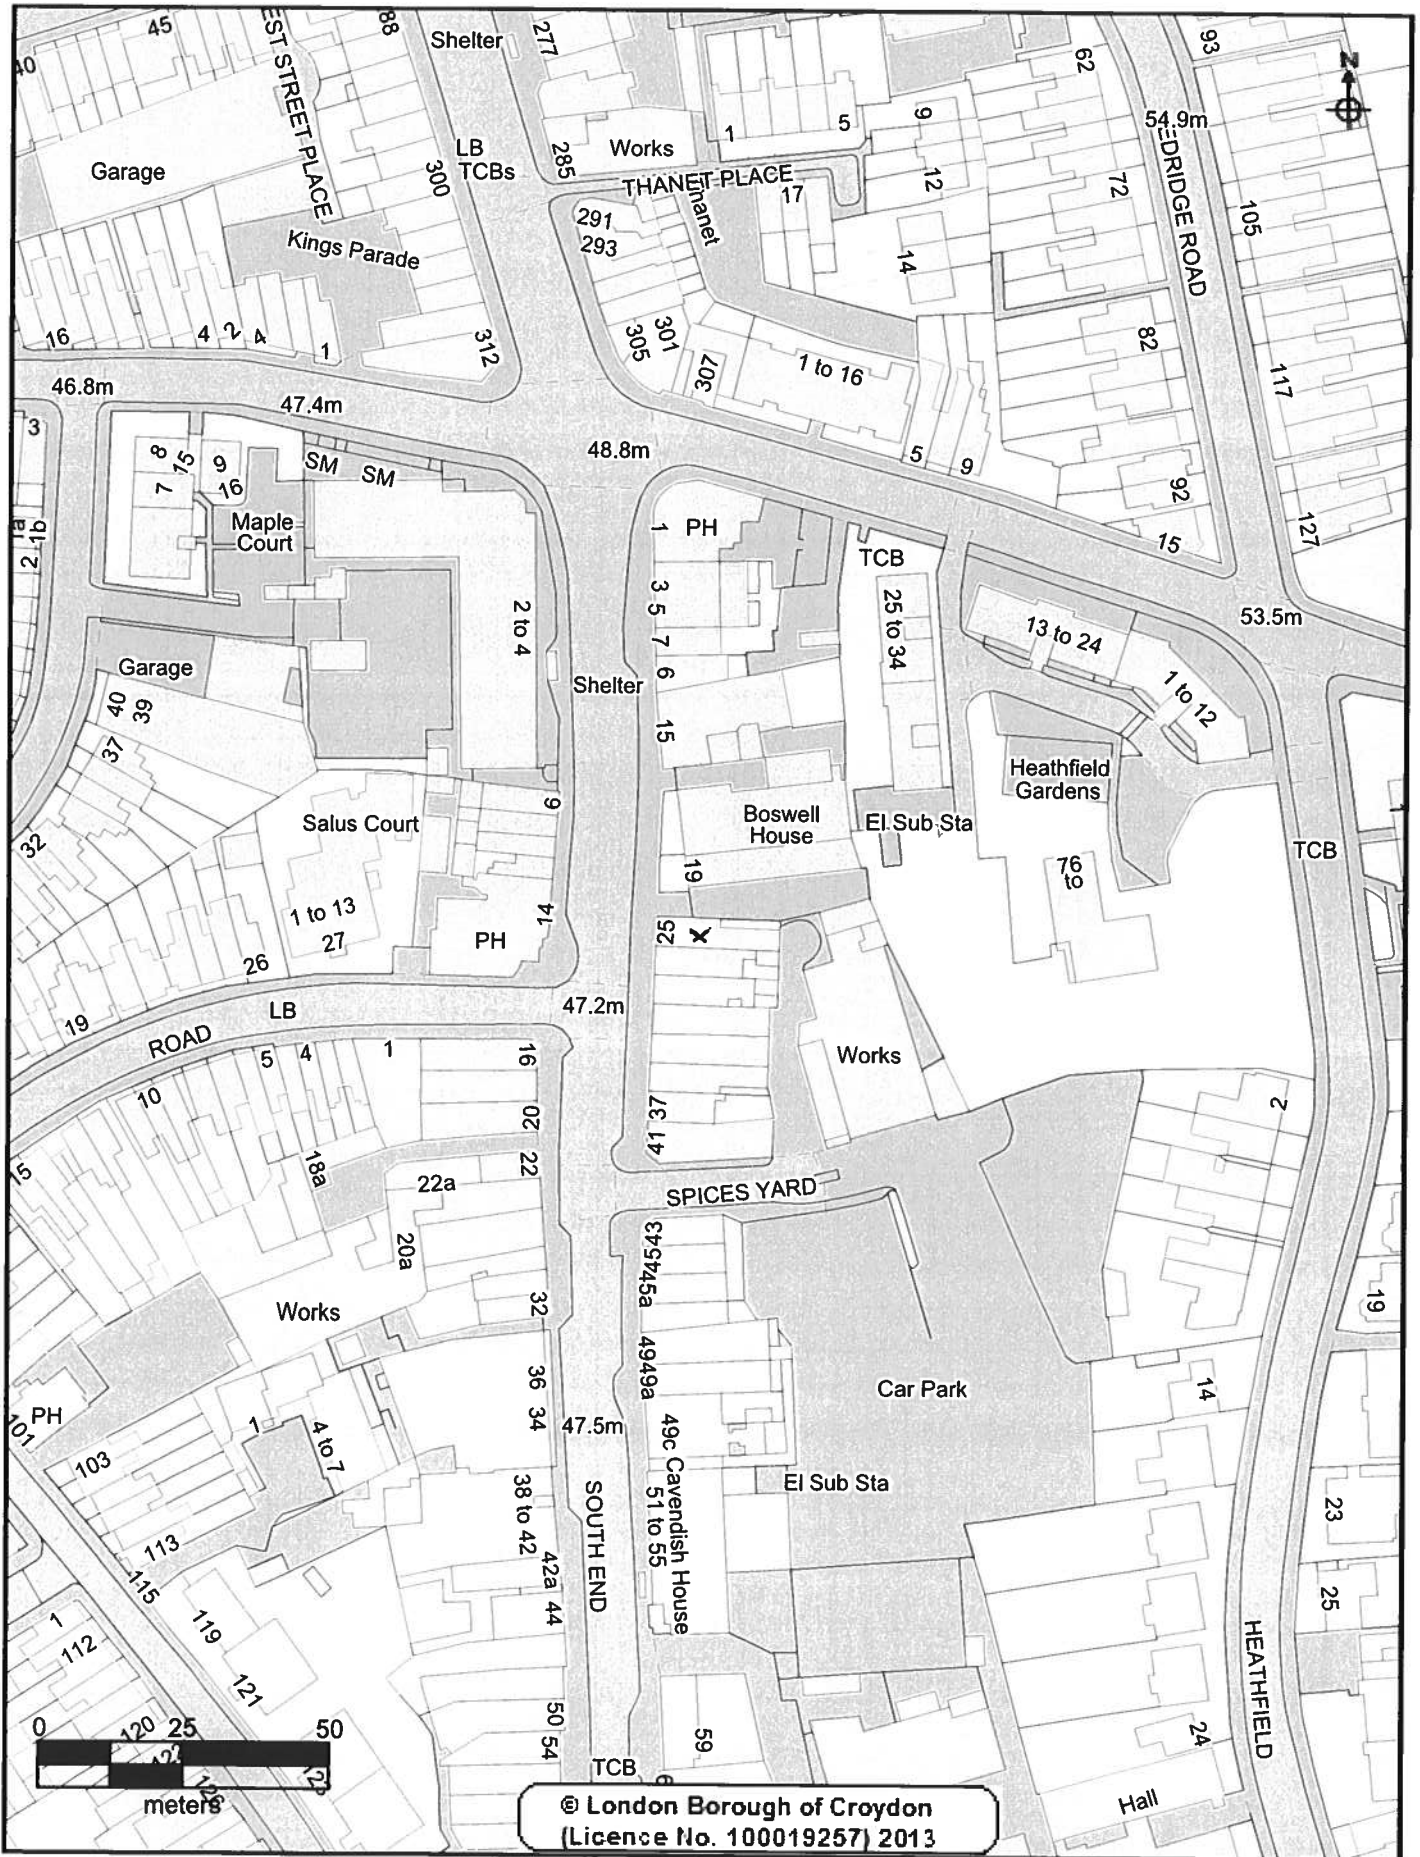 45
40
EST STREET PLACE
88
Shelter
277
62
93
N
54.9m
EDRIDGE ROAD
Garage
LB
TCBs
300
285
Works
1
5
9
12
72
105
THANET PLACE
17
Thanet
291
293
14
Kings Parade
16
4
2
4
1
312
305
301
307
1 to 16
82
117
46.8m
47.4m
48.8m
5
9
92
127
3
8
15
7
9
16
SM
SM
Maple
Court
1
PH
TCB
15
1a
1b
2
2 to 4
3
5
7
25 to 34
13 to 24
53.5m
Garage
40
39
37
Shelter
6
15
1 to 12
Heathfield
Gardens
32
Salus Court
9
Boswell
House
El Sub Sta
TCB
1
1 to 13
27
14
PH
19
76
to
25
X
26
19
ROAD
LB
47.2m
Works
5
4
1
16
10
20
37
41
2
15
18a
22
22a
SPICES YARD
20a
43
45
45a
Works
32
19
49
49a
Car Park
14
36
34
47.5m
PH
101
103
1
4 to 7
49c Cavendish House
51 to 55
El Sub Sta
38 to 42
SOUTH END
23
113
115
42a
44
25
1
112
119
121
HEATHFIELD
50
54
59
24
0
25
50
120
122
123
126
meters
TCB
6
Hall
© London Borough of Croydon
(Licence No. 100019257) 2013